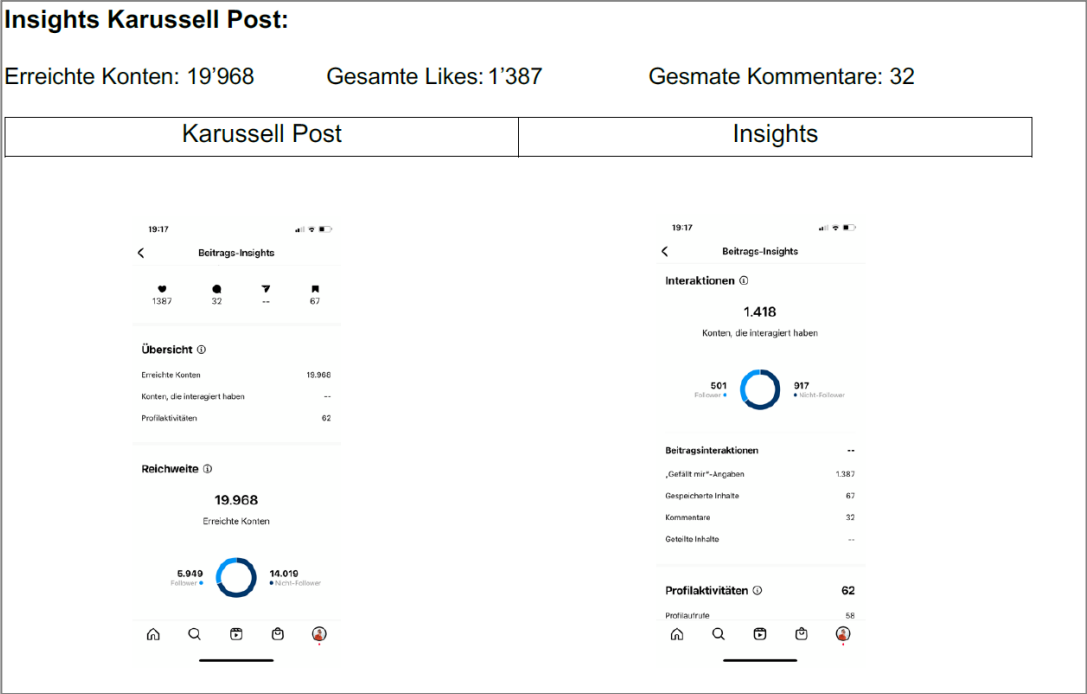 Insights Karussell Post:
Erreichte Konten: 19’968 Gesamte Likes: 1’387 Gesmate Kommentare: 32
Karussell Post Insights
19:17
Beitrags-Insights
1387 32 -- 67
Übersicht
Erreichte Konten 19.968
Konten, die interagiert haben --
Profilaktivitäten 62
Reichweite
19.968
Erreichte Konten
5.949 14.019
Follower Nicht-Follower
19:17
Beitrags-Insights
Interaktionen
1.418
Konten, die interagiert haben
501 917
Follower Nicht-Follower
Beitragsinteraktionen --
„Gefällt mir“-Angaben 1.387
Gespeicherte Inhalte 67
Kommentare 32
Geteilte Inhalte --
Profilaktivitäten 62
Profilaufrufe 58